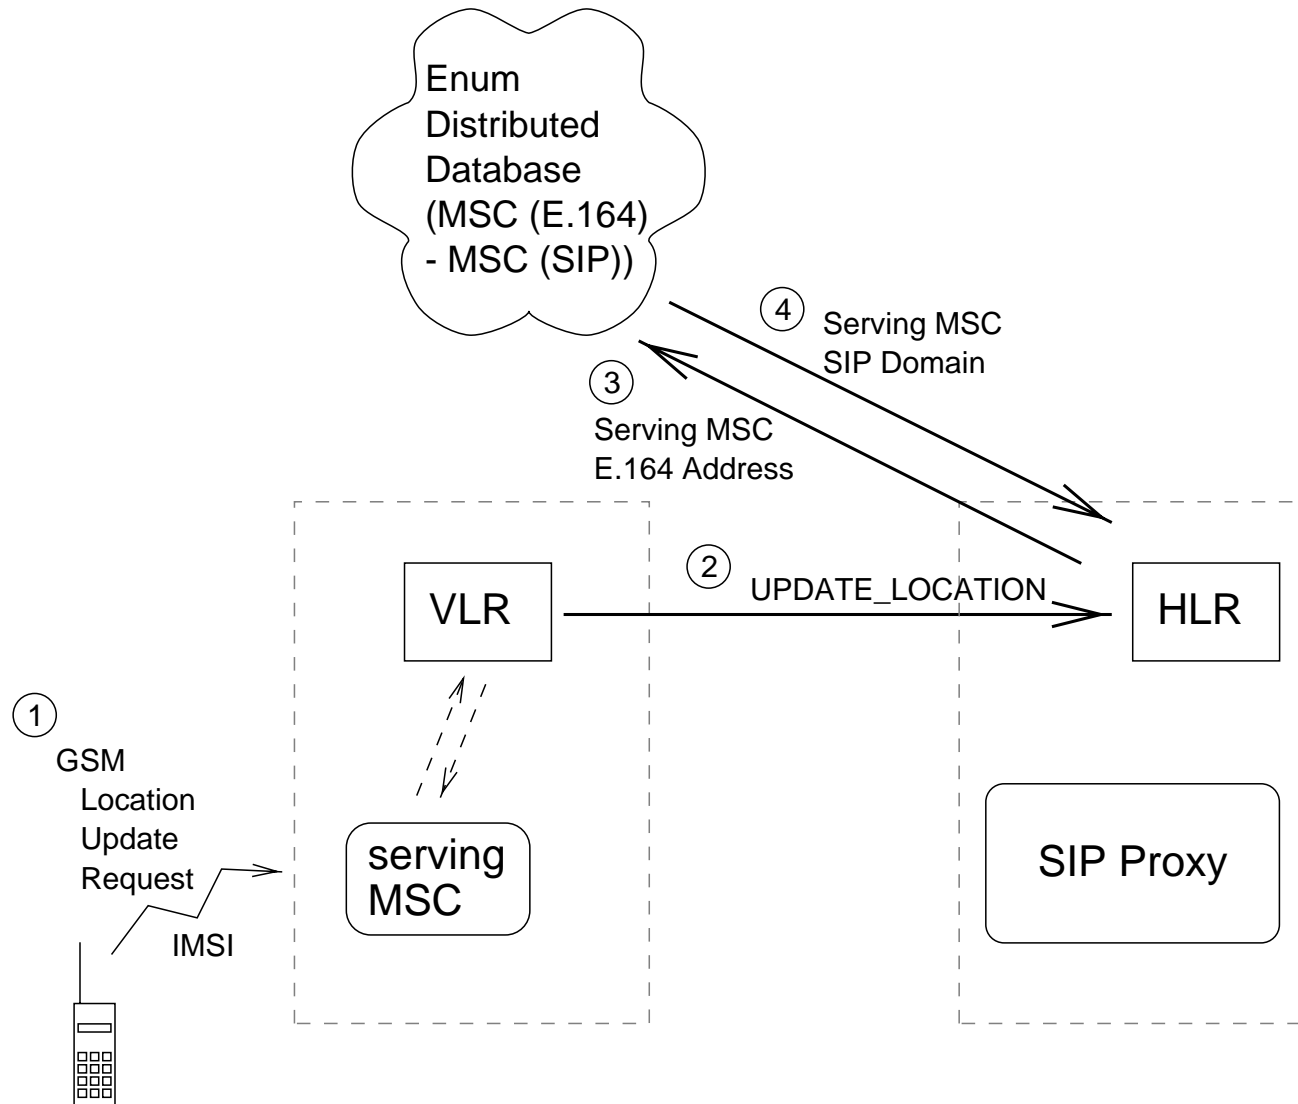 Enum
Distributed
Database
(MSC (E.164)
- MSC (SIP))
4
Serving MSC
SIP Domain
3
Serving MSC
E.164 Address
2
UPDATE_LOCATION
VLR
HLR
1
GSM
Location
Update
Request
IMSI
serving
MSC
SIP Proxy